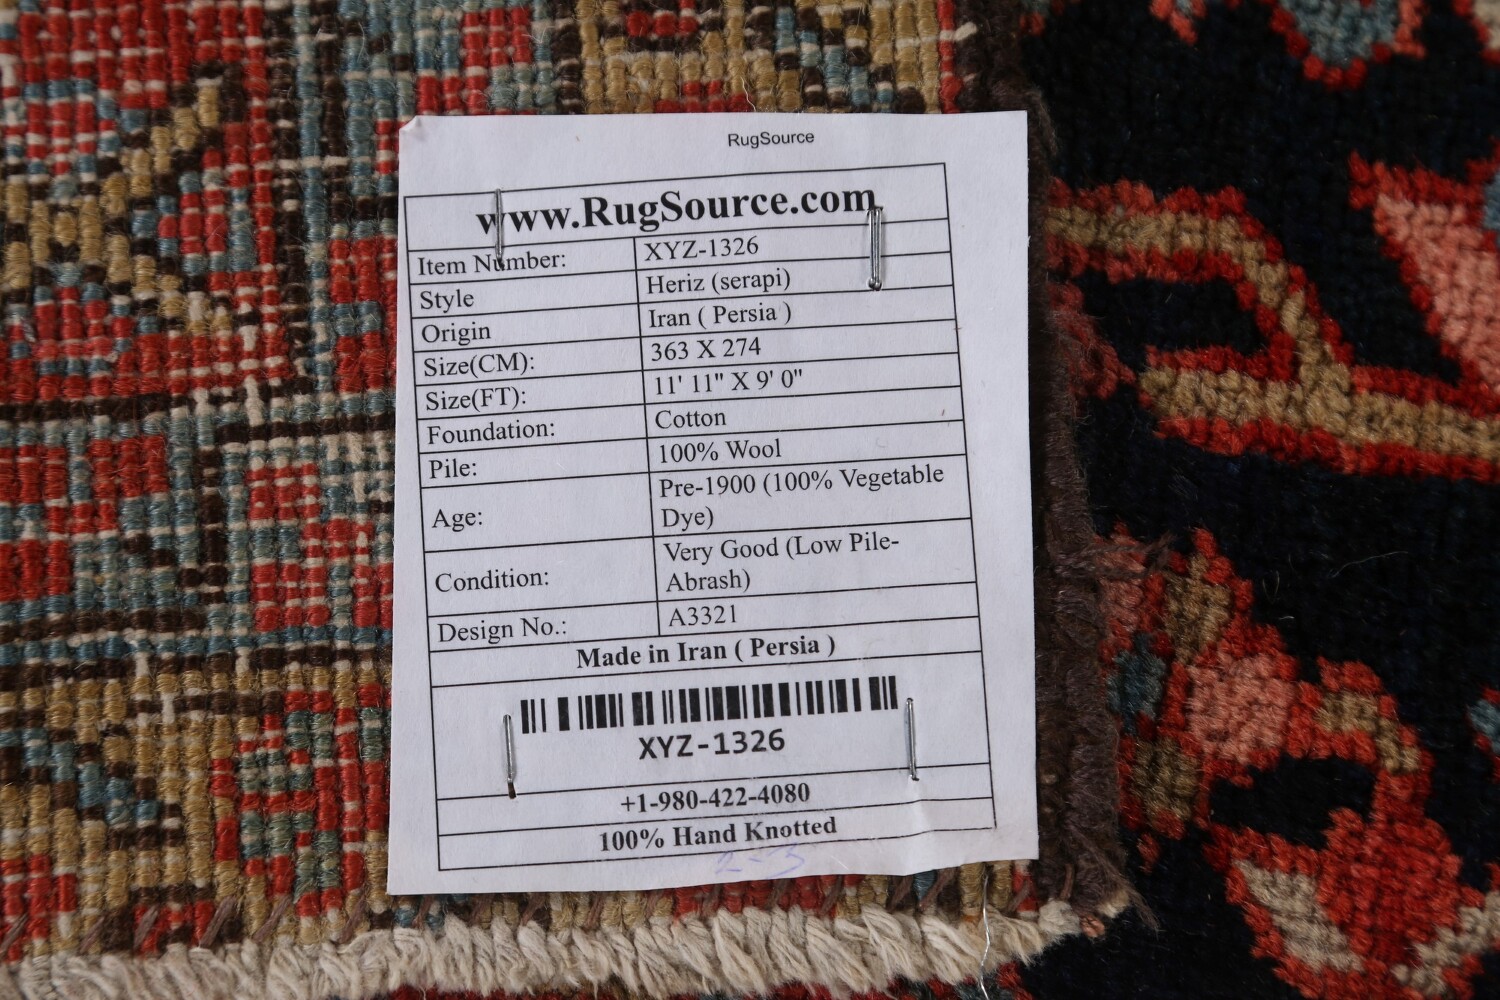 RugSource
www.RugSource.com
Item Number: XYZ-1326
Style Heriz (serapi)
Origin Iran ( Persia )
Size(CM): 363 X 274
Size(FT): 11' 11" X 9' 0"
Foundation: Cotton
Pile: 100% Wool
Age: Pre-1900 (100% Vegetable
Dye)
Condition: Very Good (Low Pile-
Abrash)
Design No.: A3321
Made in Iran ( Persia )
XYZ-1326
+1-980-422-4080
100% Hand Knotted
2-3